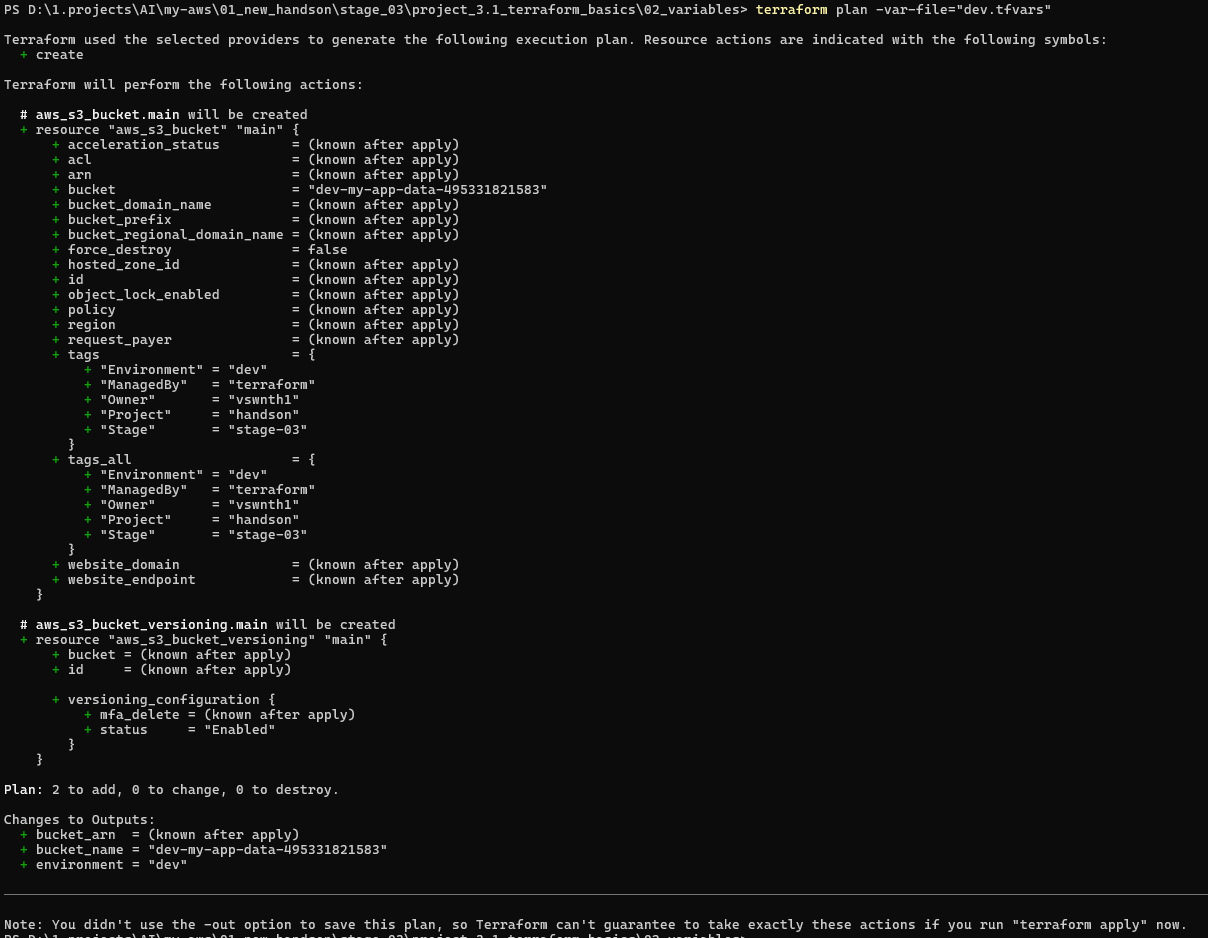 PS D:\1.projects\AI\my-aws\01_new_handson\stage_03\project_3.1_terraform_basics\02_variables> terraform plan -var-file="dev.tfvars"
Terraform used the selected providers to generate the following execution plan. Resource actions are indicated with the following symbols:
  + create
Terraform will perform the following actions:
  # aws_s3_bucket.main will be created
  + resource "aws_s3_bucket" "main" {
      + acceleration_status         = (known after apply)
      + acl                         = (known after apply)
      + arn                         = (known after apply)
      + bucket                      = "dev-my-app-data-495331821583"
      + bucket_domain_name          = (known after apply)
      + bucket_prefix               = (known after apply)
      + bucket_regional_domain_name = (known after apply)
      + force_destroy               = false
      + hosted_zone_id              = (known after apply)
      + id                          = (known after apply)
      + object_lock_enabled         = (known after apply)
      + policy                      = (known after apply)
      + region                      = (known after apply)
      + request_payer               = (known after apply)
      + tags                        = {
          + "Environment" = "dev"
          + "ManagedBy"   = "terraform"
          + "Owner"       = "vswnth1"
          + "Project"     = "handson"
          + "Stage"       = "stage-03"
        }
      + tags_all                    = {
          + "Environment" = "dev"
          + "ManagedBy"   = "terraform"
          + "Owner"       = "vswnth1"
          + "Project"     = "handson"
          + "Stage"       = "stage-03"
        }
      + website_domain              = (known after apply)
      + website_endpoint            = (known after apply)
    }
  # aws_s3_bucket_versioning.main will be created
  + resource "aws_s3_bucket_versioning" "main" {
      + bucket = (known after apply)
      + id     = (known after apply)
      + versioning_configuration {
          + mfa_delete = (known after apply)
          + status     = "Enabled"
        }
    }
Plan: 2 to add, 0 to change, 0 to destroy.
Changes to Outputs:
  + bucket_arn  = (known after apply)
  + bucket_name = "dev-my-app-data-495331821583"
  + environment = "dev"
Note: You didn't use the -out option to save this plan, so Terraform can't guarantee to take exactly these actions if you run "terraform apply" now.
PS D:\1.projects\AI\my-aws\01_new_handson\stage_03\project_3.1_terraform_basics\02_variables>